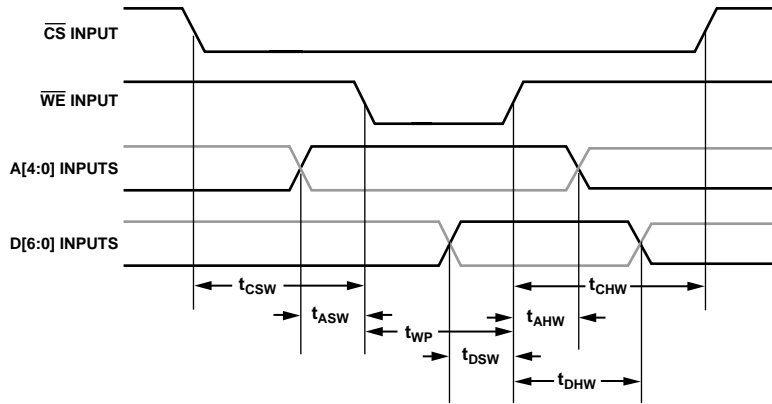 CS INPUT
WE INPUT
A[4:0] INPUTS
D[6:0] INPUTS
tCSW
tCHW
tASW
tAHW
tWP
tDSW
tDHW